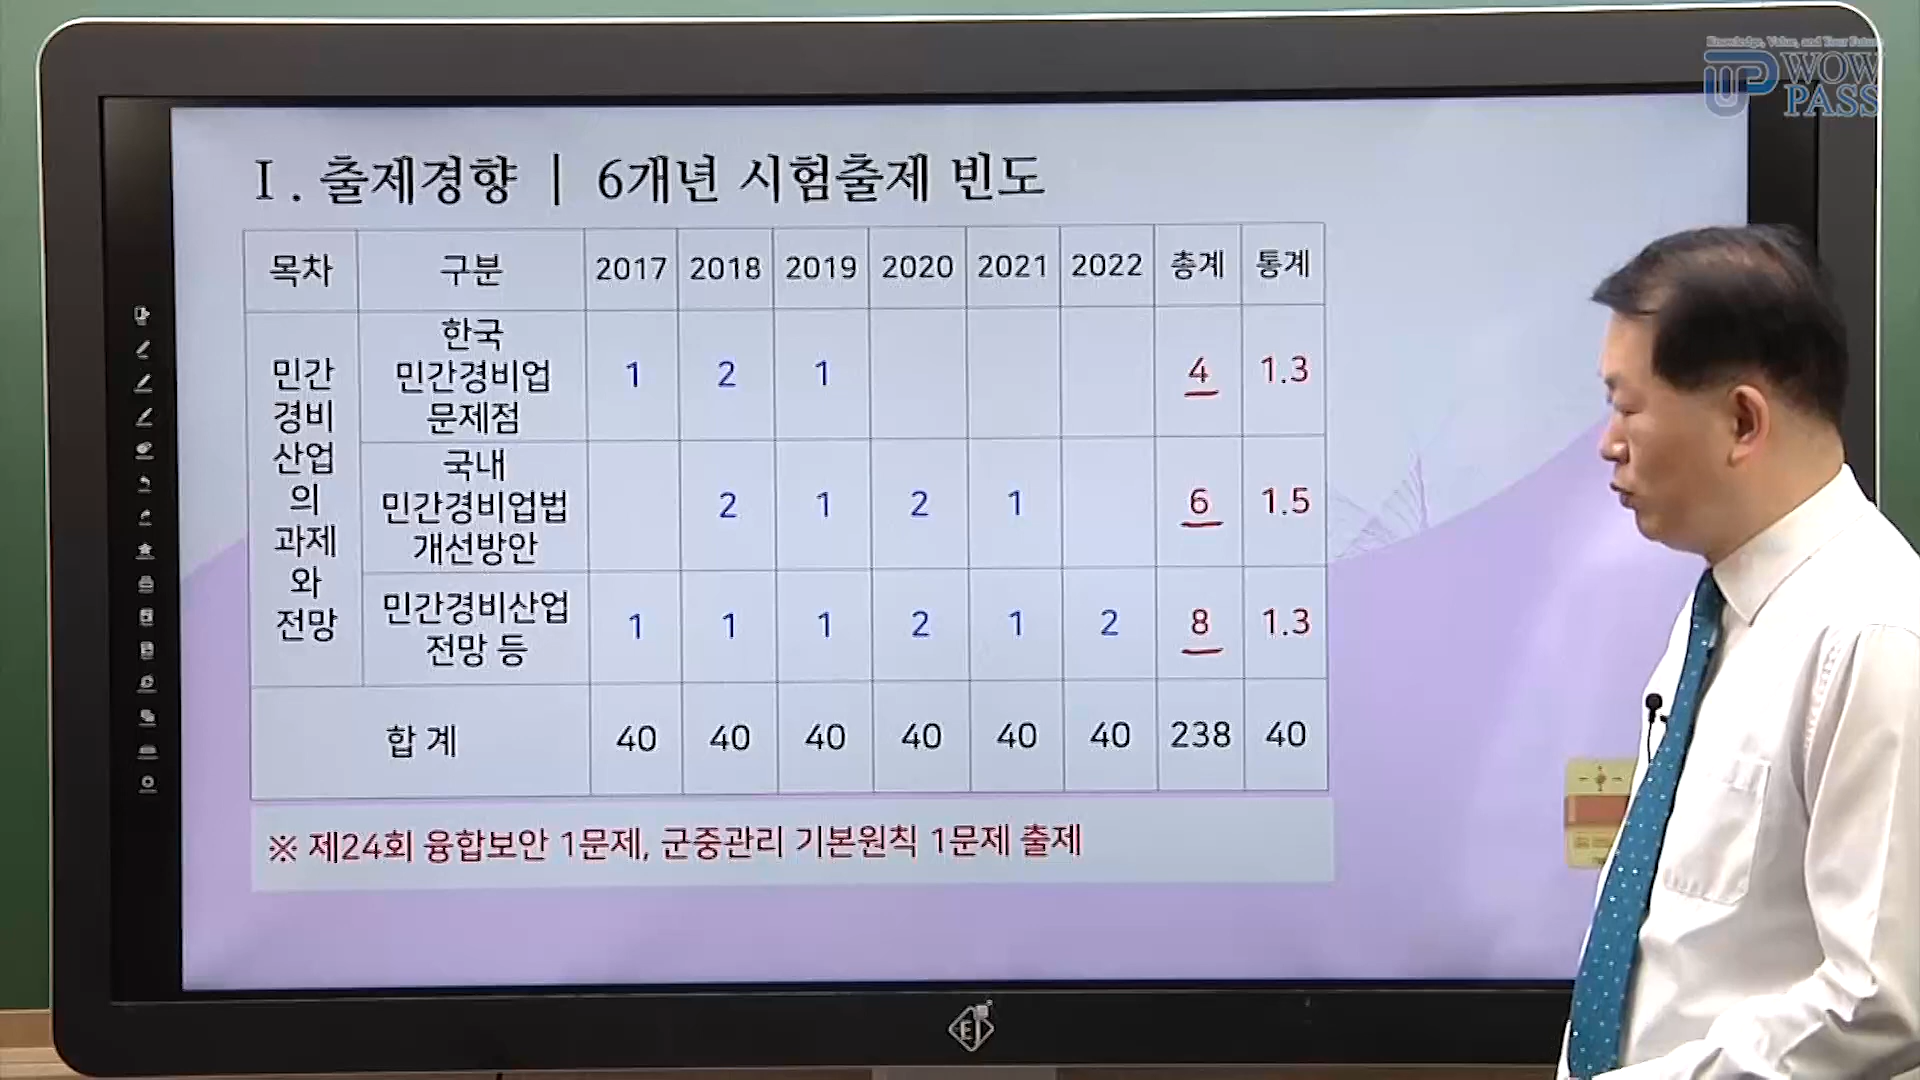 Knowledge, Value, and Your Future
WOW
PASS
Ⅰ. 출제경향 | 6개년 시험출제 빈도
목차 구분 2017 2018 2019 2020 2021 2022 총계 통계
민간
경비
산업
의
과제
와
전망
한국
민간경비업
문제점
1 2 1 4 1.3
국내
민간경비업법
개선방안
2 1 2 1 6 1.5
민간경비산업
전망 등
1 1 1 2 1 2 8 1.3
합 계 40 40 40 40 40 40 238 40
※ 제24회 융합보안 1문제, 군중관리 기본원칙 1문제 출제